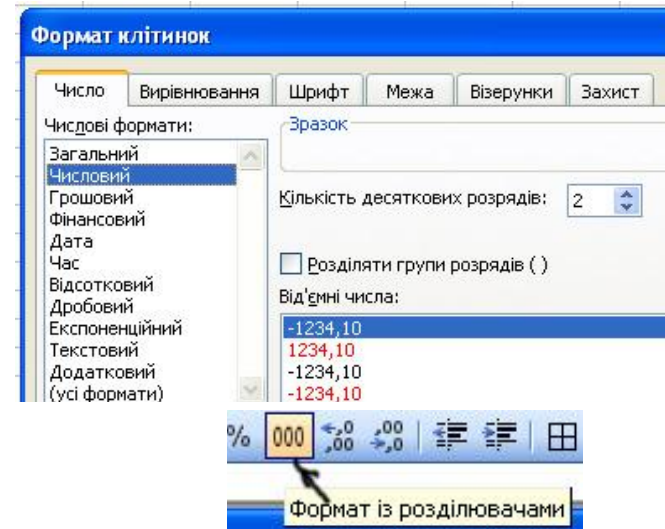 Формат клітинок
Число Вирівнювання Шрифт Межа Візерунки Захист
Числові формати:
Зразок
Загальний
Числовий
Грошовий
Фінансовий
Дата
Час
Відсотковий
Дробовий
Експоненційний
Текстовий
Додатковий
(усі формати)
Кількість десяткових розрядів: 2
Розділяти групи розрядів ( )
Від'ємні числа:
-1234,10
1234,10
-1234,10
-1234,10
% 000 ,0 ,00 ,00 ,0
Формат із розділювачами